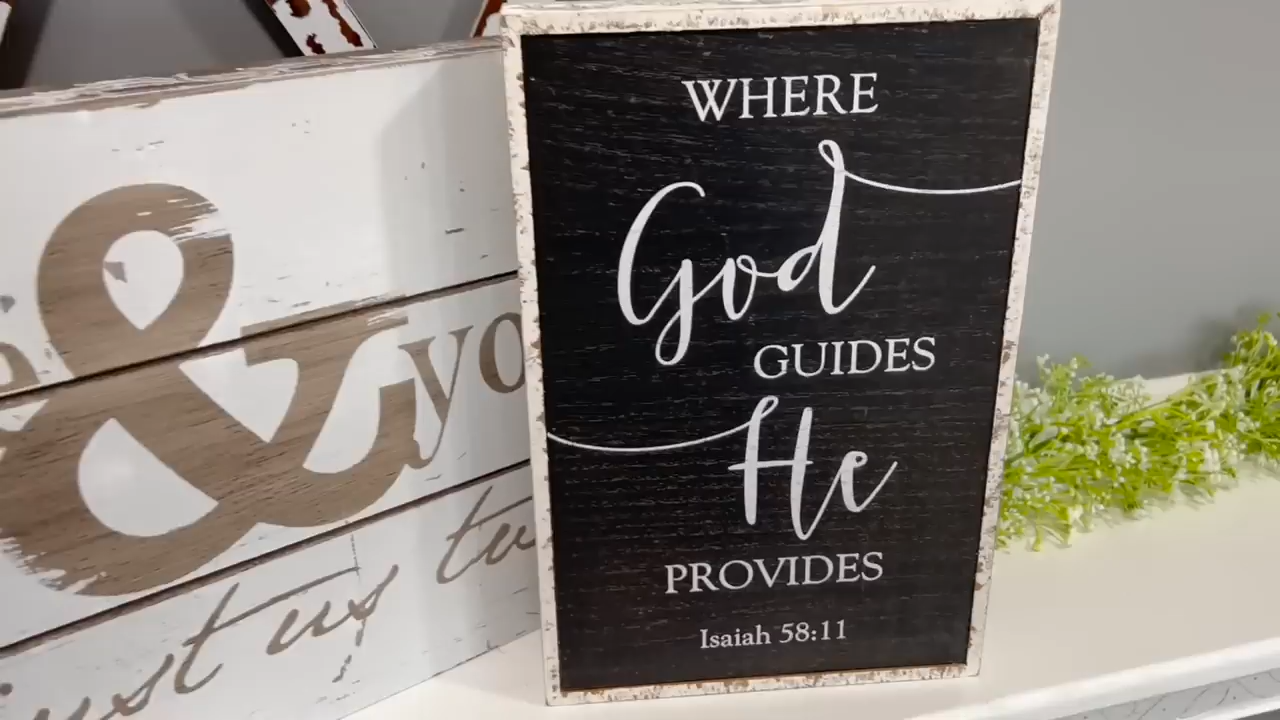 & yo
just us tw
WHERE
God
GUIDES
He
PROVIDES
Isaiah 58:11